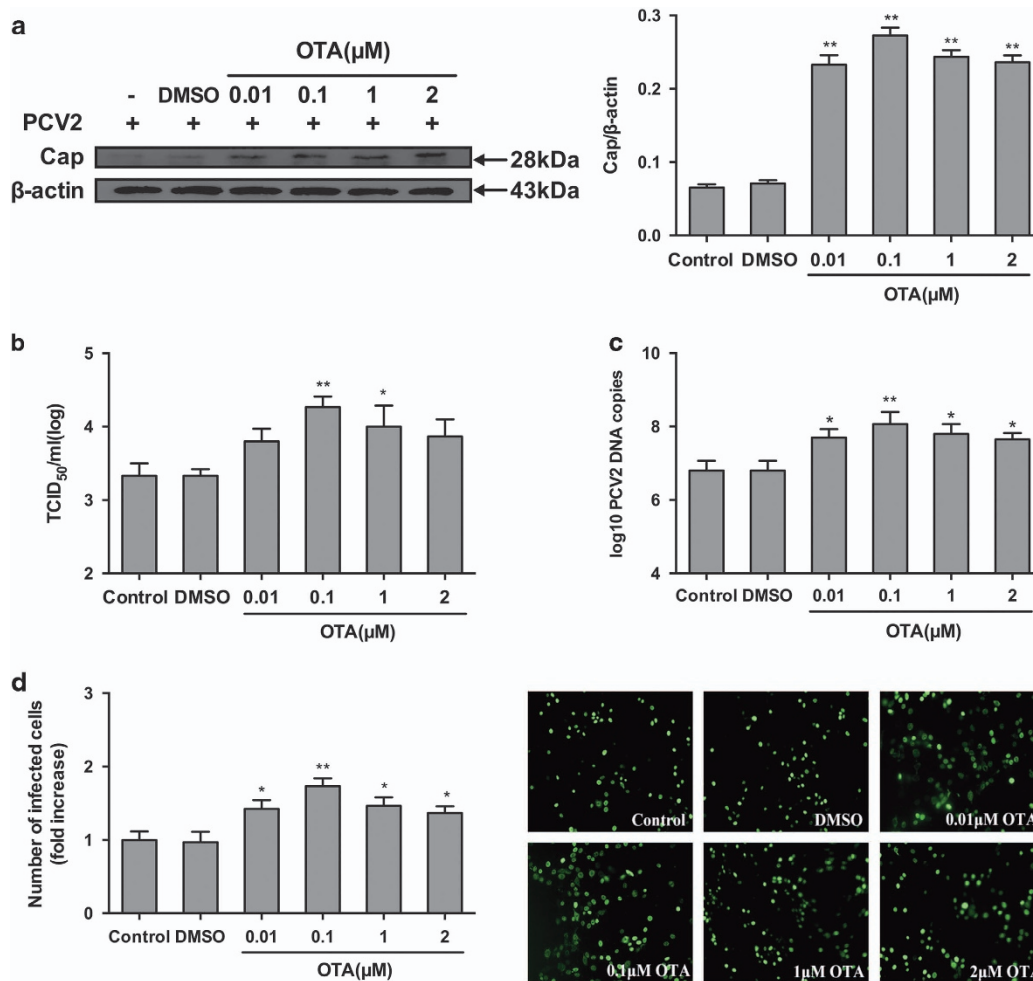 a
OTA(µM)
- DMSO 0.01 0.1 1 2
PCV2 + + + + + +
Cap 28kDa
β-actin 43kDa
Cap/β-actin
0.3
0.2
0.1
0.0
Control DMSO 0.01 0.1 1 2
OTA(µM)
** ** ** **
b
TCID50/ml(log)
5
4
3
2
** *
Control DMSO 0.01 0.1 1 2
OTA(µM)
c
log10 PCV2 DNA copies
10
8
6
4
* ** * *
Control DMSO 0.01 0.1 1 2
OTA(µM)
d
Number of infected cells
(fold increase)
3
2
1
0
* ** * *
Control DMSO 0.01 0.1 1 2
OTA(µM)
Control DMSO 0.01µM OTA
0.1µM OTA 1µM OTA 2µM OTA